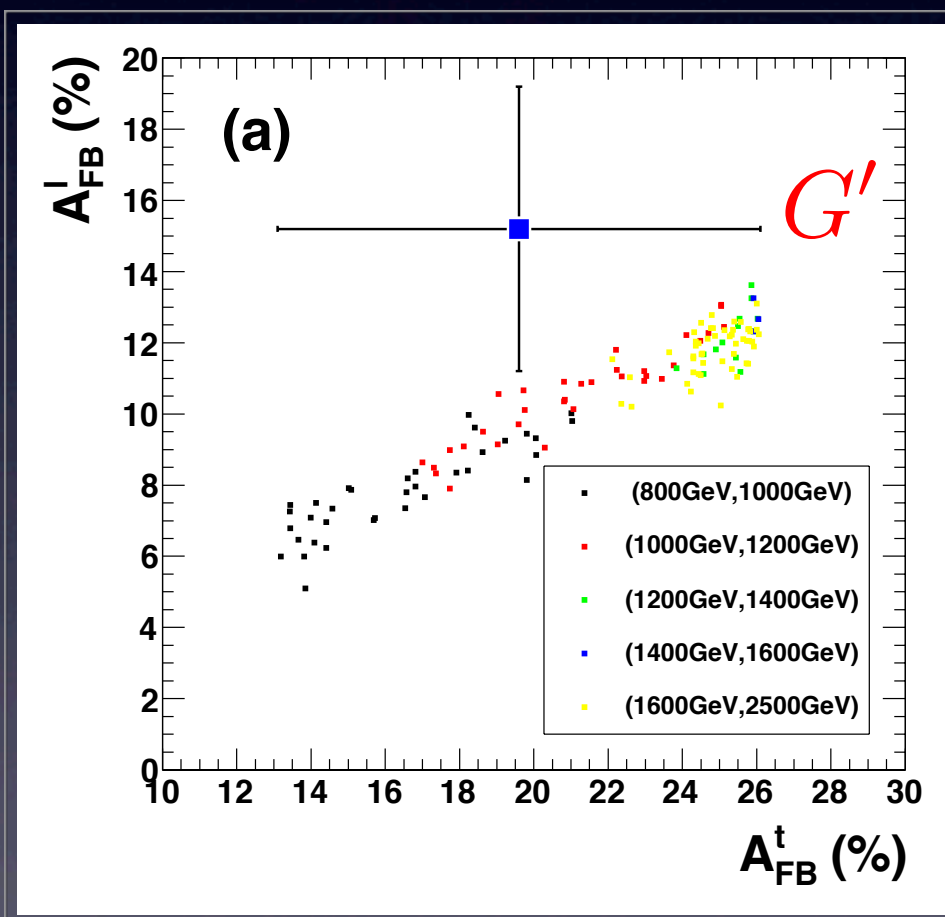 (a)
G′
A^l_FB (%)
20
18
16
14
12
10
8
6
4
2
0
(800GeV,1000GeV)
(1000GeV,1200GeV)
(1200GeV,1400GeV)
(1400GeV,1600GeV)
(1600GeV,2500GeV)
10 12 14 16 18 20 22 24 26 28 30
A^t_FB (%)